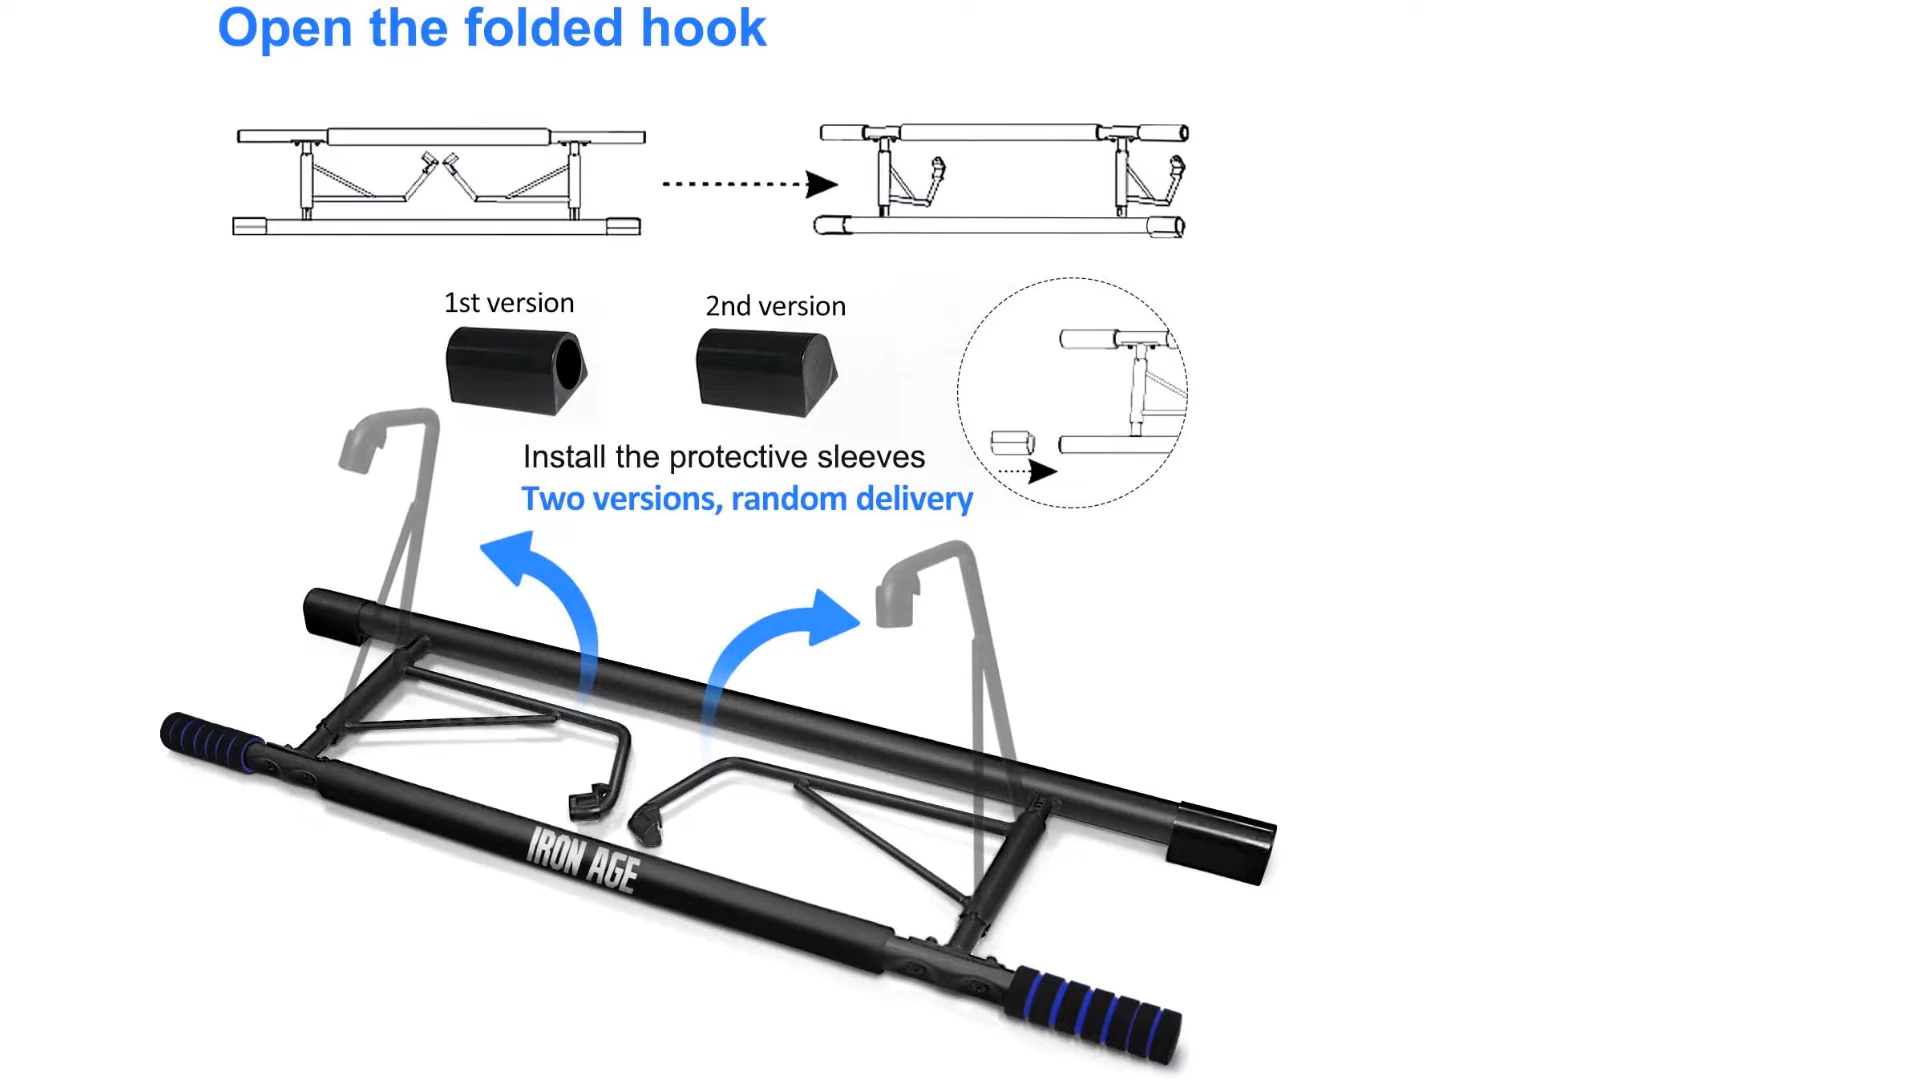 Open the folded hook
1st version
2nd version
Install the protective sleeves
Two versions, random delivery
IRON AGE